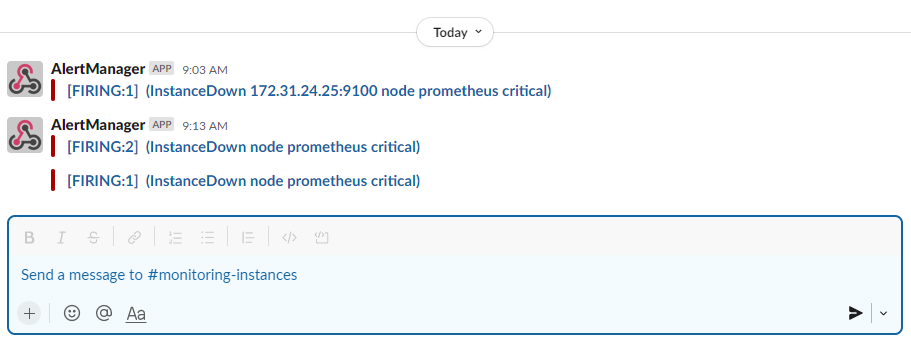 Today
AlertManager APP 9:03 AM
[FIRING:1] (InstanceDown 172.31.24.25:9100 node prometheus critical)
AlertManager APP 9:13 AM
[FIRING:2] (InstanceDown node prometheus critical)
[FIRING:1] (InstanceDown node prometheus critical)
B I S
Send a message to #monitoring-instances
@ Aa